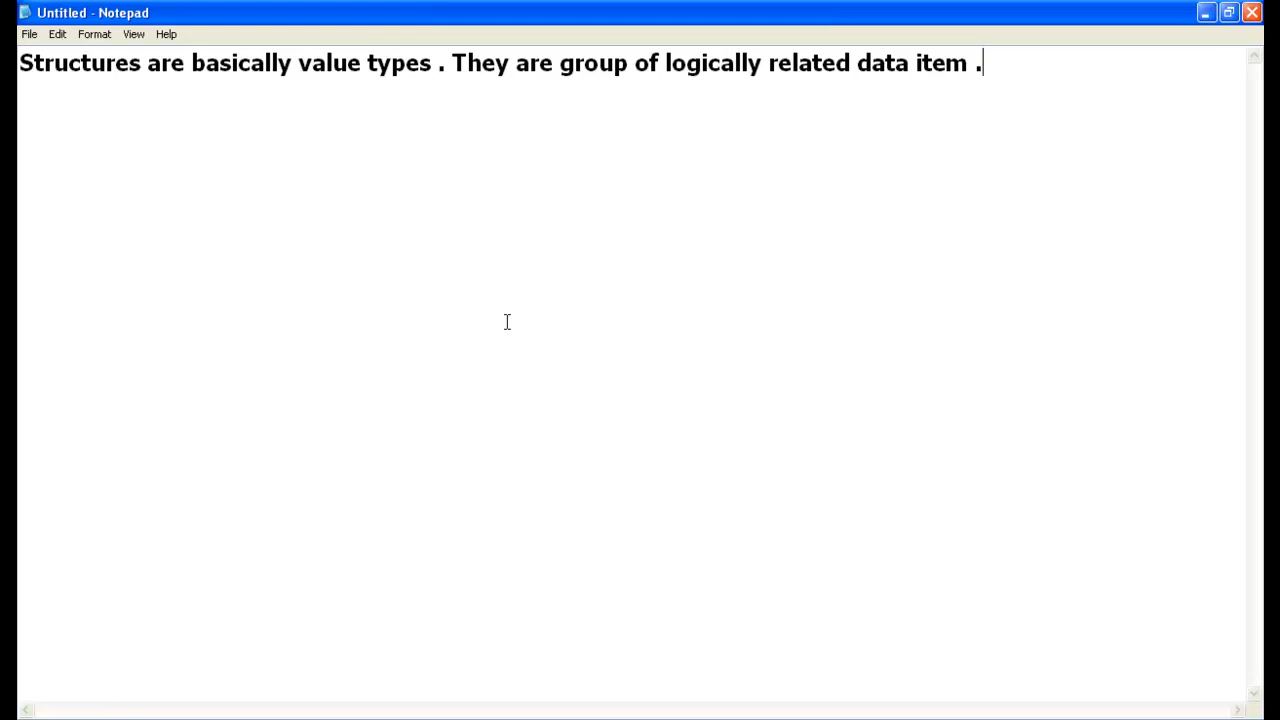 Untitled - Notepad
File Edit Format View Help
Structures are basically value types . They are group of logically related data item .